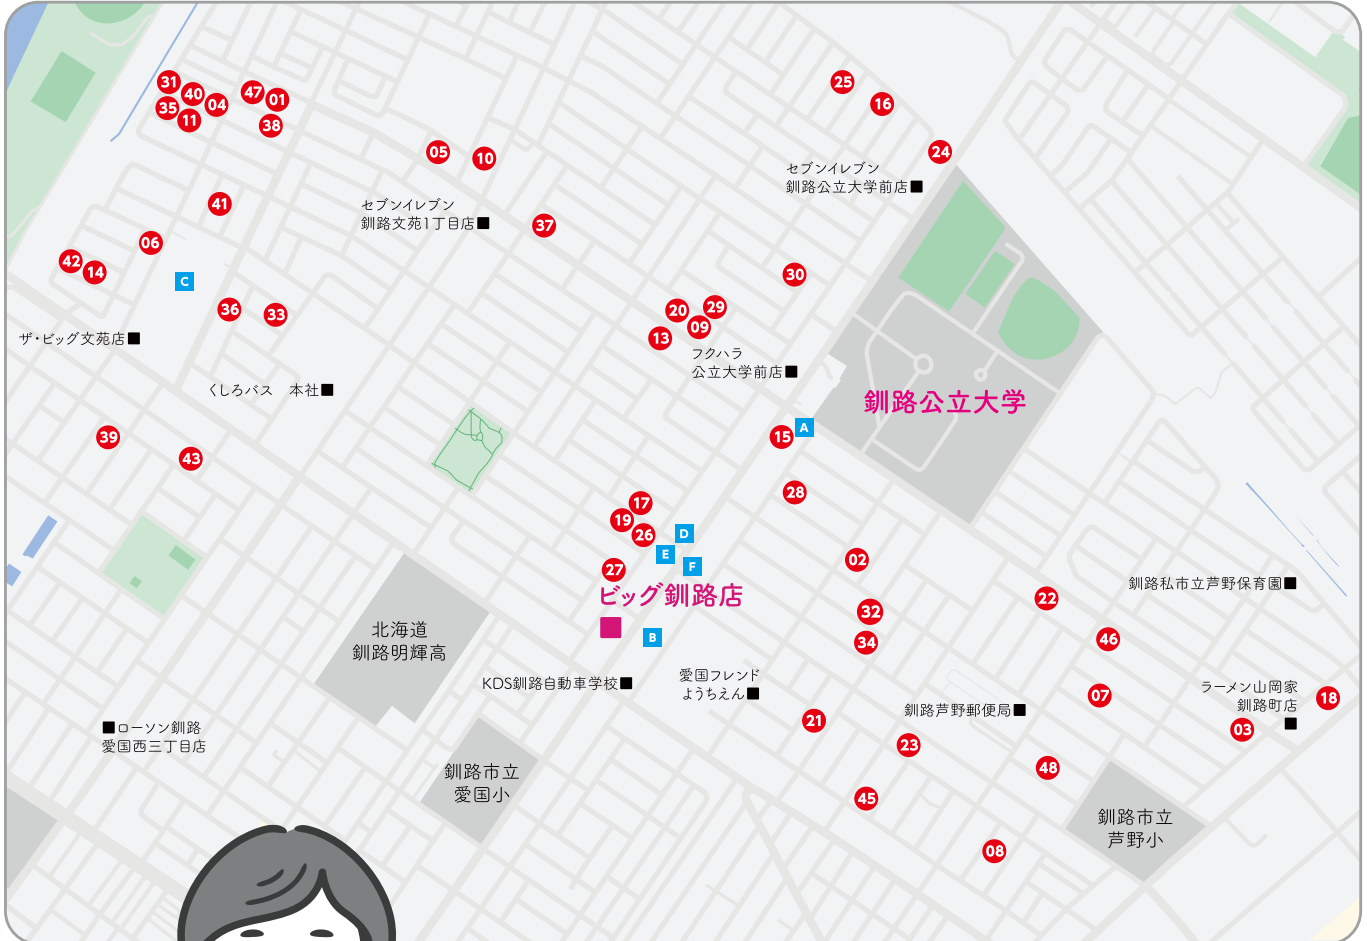 31
40
47
01
35
04
11
38
25
16
05
10
24
セブンイレブン
釧路公立大学前店
41
セブンイレブン
釧路文苑1丁目店
37
06
42
14
C
30
36
33
20
29
09
13
ザ・ビッグ文苑店
フクハラ
公立大学前店
くしろバス 本社
釧路公立大学
39
43
15
A
28
17
19
26
D
E
F
27
02
ビッグ釧路店
釧路私市立芦野保育園
22
32
34
46
B
北海道
釧路明輝高
KDS釧路自動車学校
愛国フレンド
ようちえん
07
ラーメン山岡家
釧路町店
18
03
釧路芦野郵便局
21
23
ローソン釧路
愛国西三丁目店
48
釧路市立
愛国小
45
釧路市立
芦野小
08